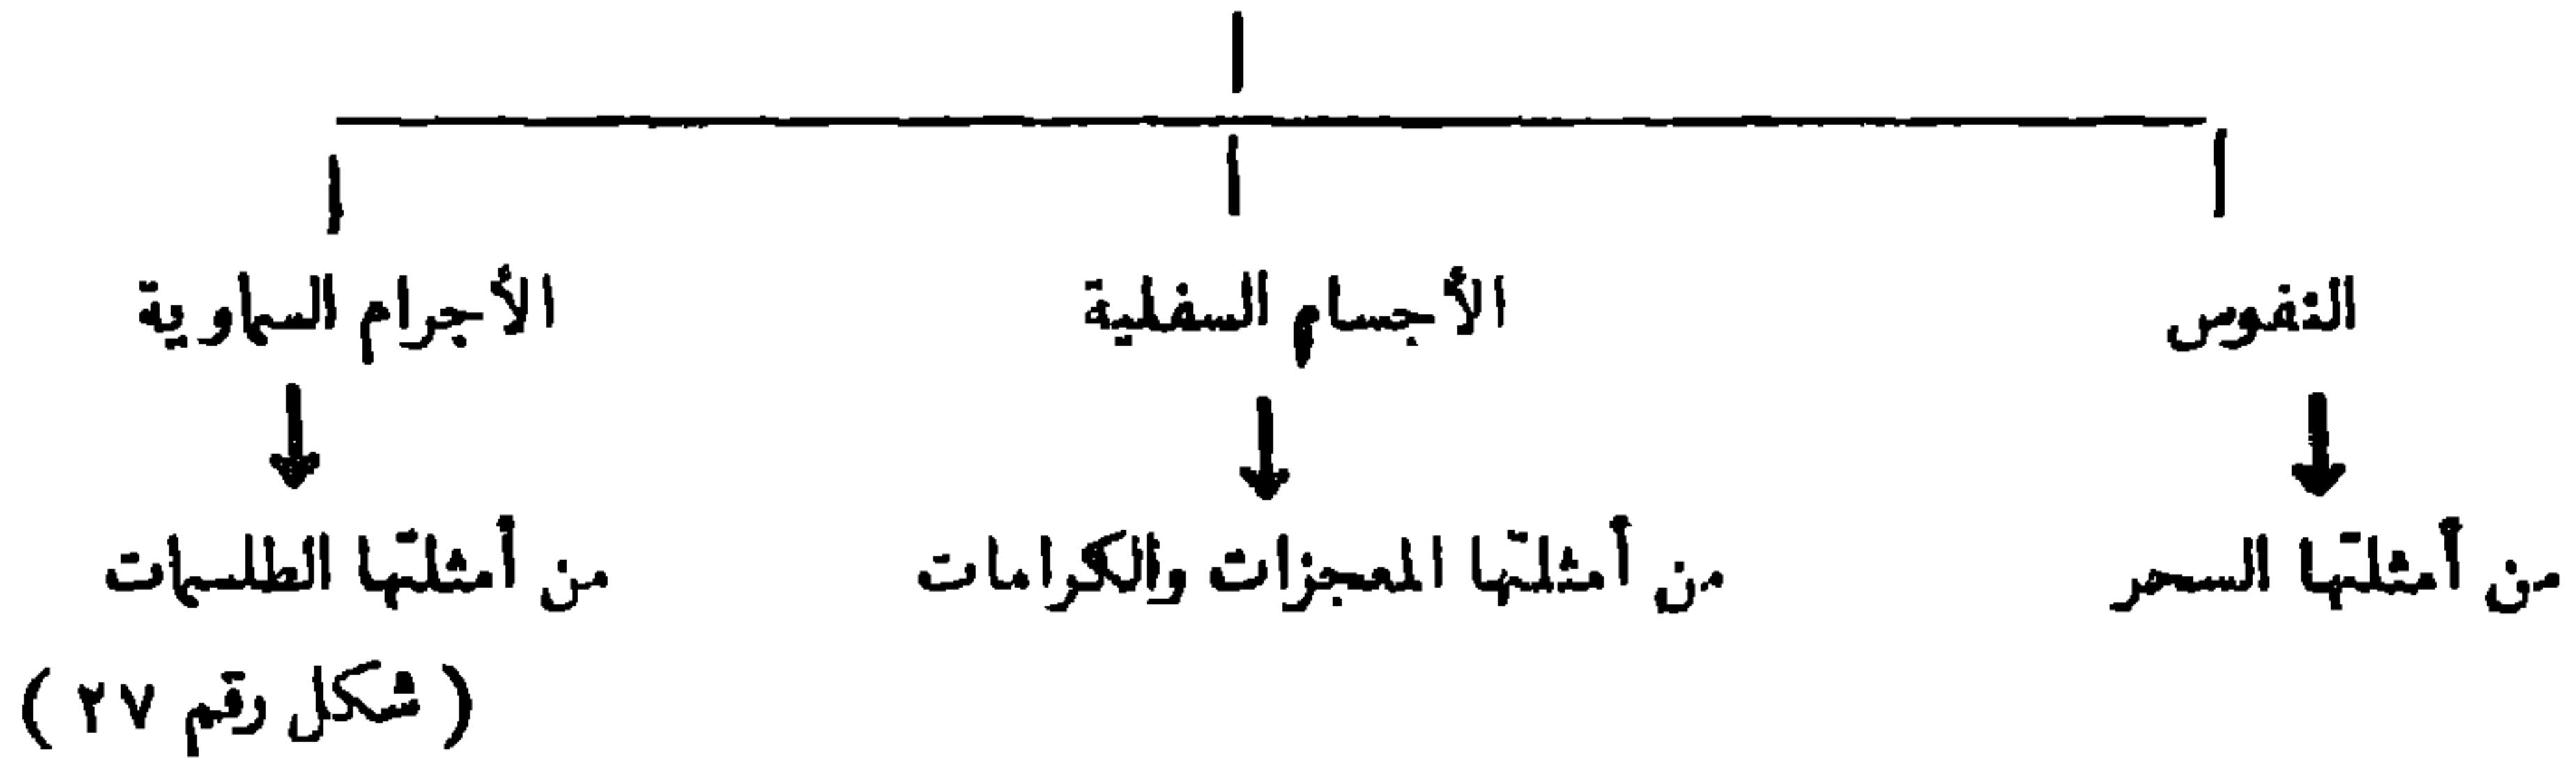 النفوس الأجسام السفلية الأجرام السماوية
من أمثلتها السحر من أمثلتها المعجزات والكرامات من أمثلتها الطلسمات
( شكل رقم ٢٧ )